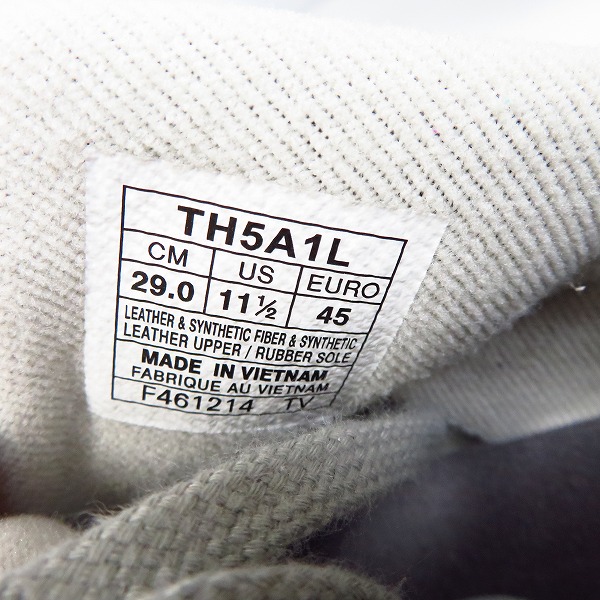 TH5A1L
CM US EURO
29.0 11½ 45
LEATHER & SYNTHETIC FIBER & SYNTHETIC
LEATHER UPPER / RUBBER SOLE
MADE IN VIETNAM
FABRIQUE AU VIETNAM
F461214 TV